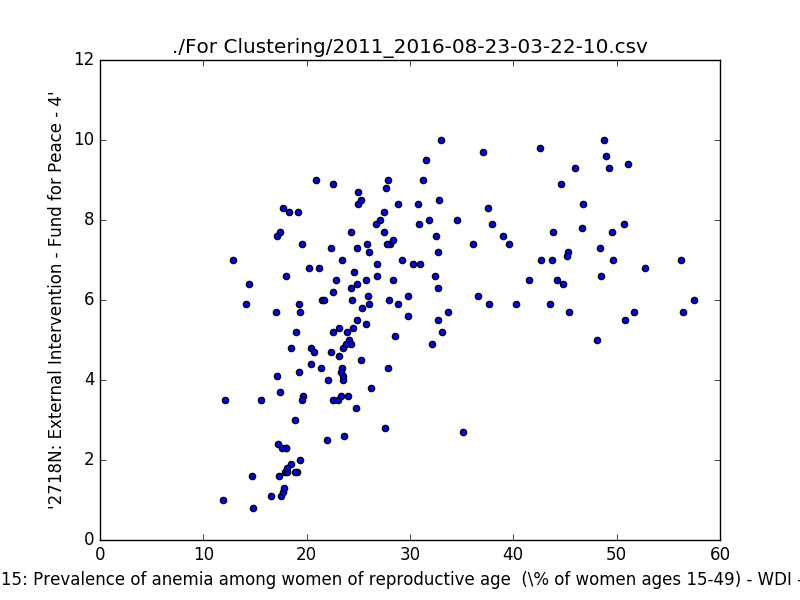 ./For Clustering/2011_2016-08-23-03-22-10.csv
'2718N: External Intervention - Fund for Peace - 4'
12
10
8
6
4
2
0
0 10 20 30 40 50 60
15: Prevalence of anemia among women of reproductive age (\% of women ages 15-49) - WDI -